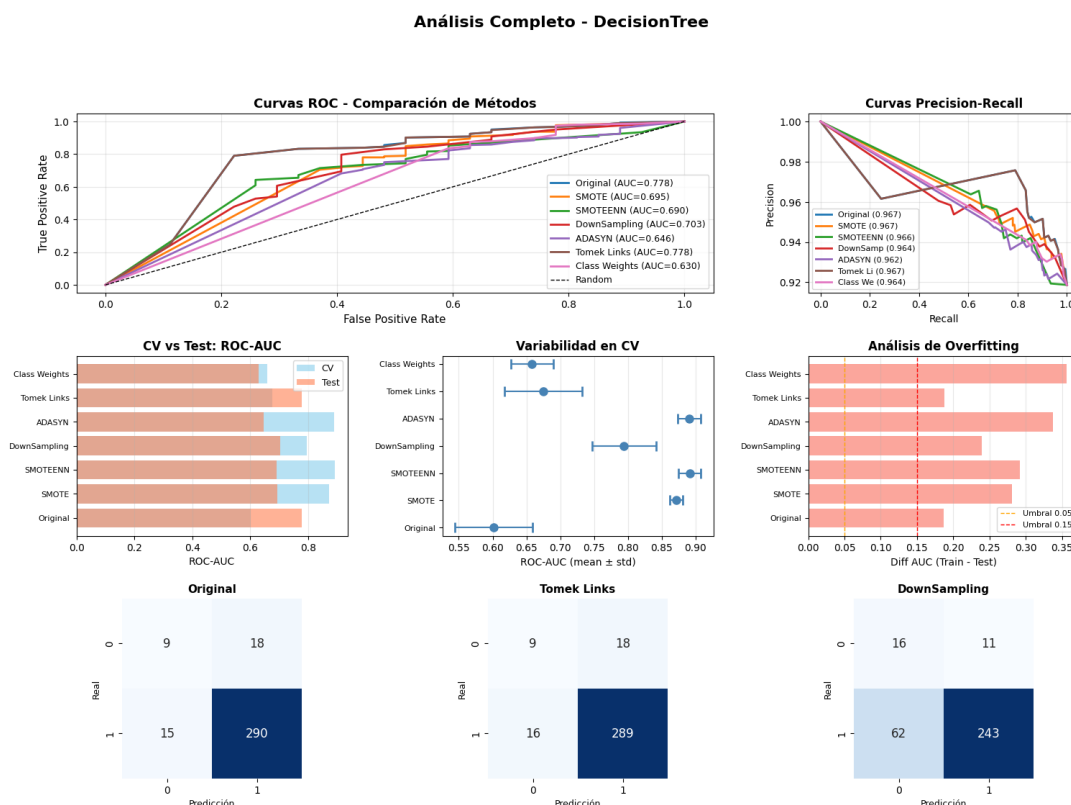 Análisis Completo - DecisionTree
Curvas ROC - Comparación de Métodos
True Positive Rate
1.0
0.8
0.6
0.4
0.2
0.0
0.0 0.2 0.4 0.6 0.8 1.0
False Positive Rate
Original (AUC=0.778)
SMOTE (AUC=0.695)
SMOTEENN (AUC=0.690)
DownSampling (AUC=0.703)
ADASYN (AUC=0.646)
Tomek Links (AUC=0.778)
Class Weights (AUC=0.630)
Random
Curvas Precision-Recall
Precision
1.00
0.98
0.96
0.94
0.92
0.0 0.2 0.4 0.6 0.8 1.0
Recall
Original (0.967)
SMOTE (0.967)
SMOTEENN (0.966)
DownSamp (0.964)
ADASYN (0.962)
Tomek Li (0.967)
Class We (0.964)
CV vs Test: ROC-AUC
Class Weights
Tomek Links
ADASYN
DownSampling
SMOTEENN
SMOTE
Original
0.0 0.2 0.4 0.6 0.8
ROC-AUC
CV
Test
Variabilidad en CV
Class Weights
Tomek Links
ADASYN
DownSampling
SMOTEENN
SMOTE
Original
0.55 0.60 0.65 0.70 0.75 0.80 0.85 0.90
ROC-AUC (mean ± std)
Análisis de Overfitting
Class Weights
Tomek Links
ADASYN
DownSampling
SMOTEENN
SMOTE
Original
0.00 0.05 0.10 0.15 0.20 0.25 0.30 0.35
Diff AUC (Train - Test)
Umbral 0.05
Umbral 0.15
Original
Real
0
1
9 18
15 290
0 1
Predicción
Tomek Links
Real
0
1
9 18
16 289
0 1
Predicción
DownSampling
Real
0
1
16 11
62 243
0 1
Predicción